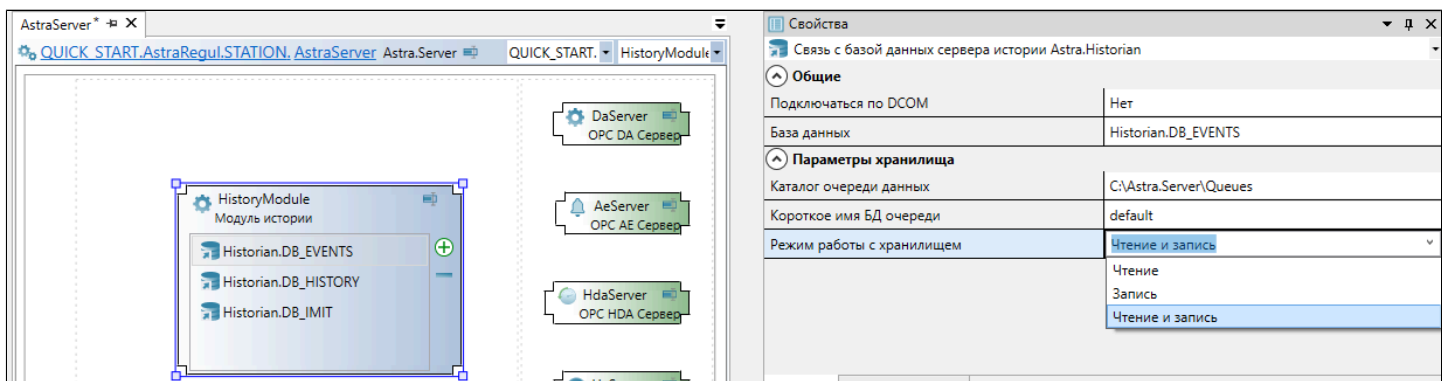 AstraServer*
QUICK_START.AstraRegul.STATION. AstraServer Astra.Server QUICK_START. HistoryModule
DaServer
OPC DA Сервер
AeServer
OPC AE Сервер
HistoryModule
Модуль истории
Historian.DB_EVENTS
Historian.DB_HISTORY
Historian.DB_IMIT
HdaServer
OPC HDA Сервер
Свойства
Связь с базой данных сервера истории Astra.Historian
Общие
Подключаться по DCOM Нет
База данных Historian.DB_EVENTS
Параметры хранилища
Каталог очереди данных C:\Astra.Server\Queues
Короткое имя БД очереди default
Режим работы с хранилищем Чтение и запись
Чтение
Запись
Чтение и запись